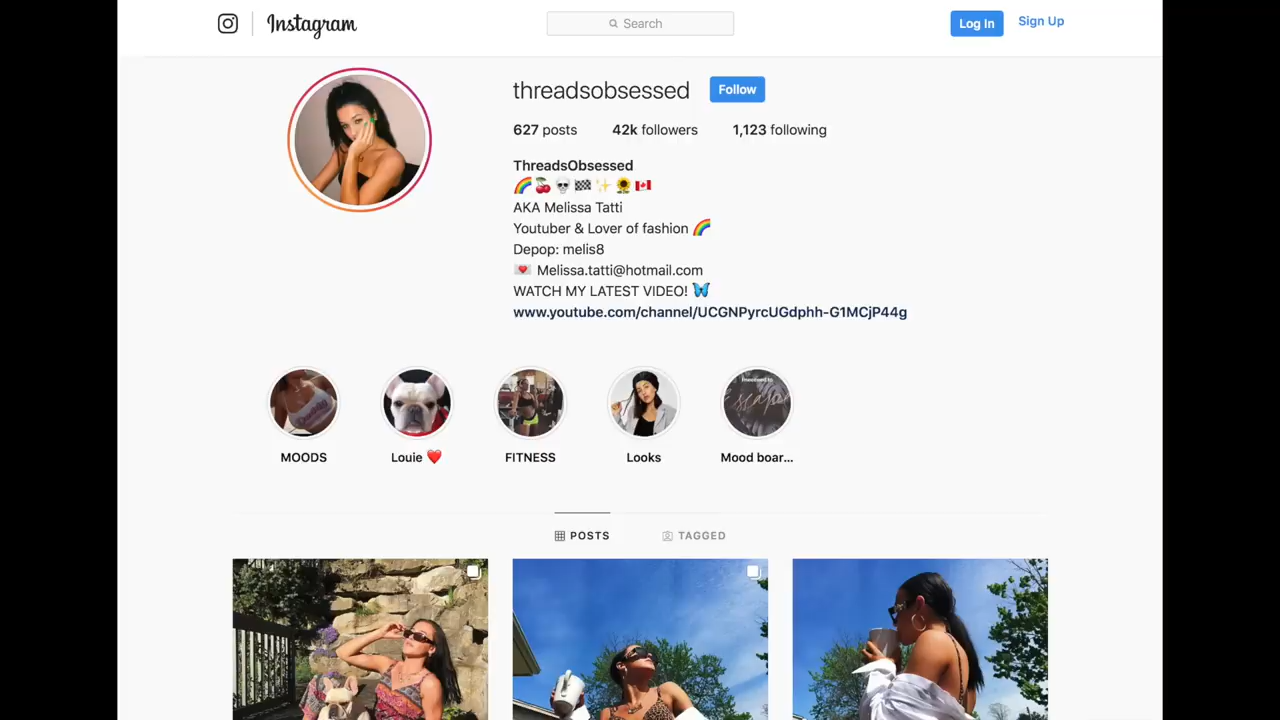 Instagram
Search
Log In
Sign Up
threadsobsessed
Follow
627 posts 42k followers 1,123 following
ThreadsObsessed
🌈🍒💀🏁✨🌻🇨🇦
AKA Melissa Tatti
Youtuber & Lover of fashion 🌈
Depop: melis8
💌 Melissa.tatti@hotmail.com
WATCH MY LATEST VIDEO! 🦋
www.youtube.com/channel/UCGNPyrcUGdphh-G1MCjP44g
MOODS
Louie ❤️
FITNESS
Looks
Mood boar...
POSTS
TAGGED